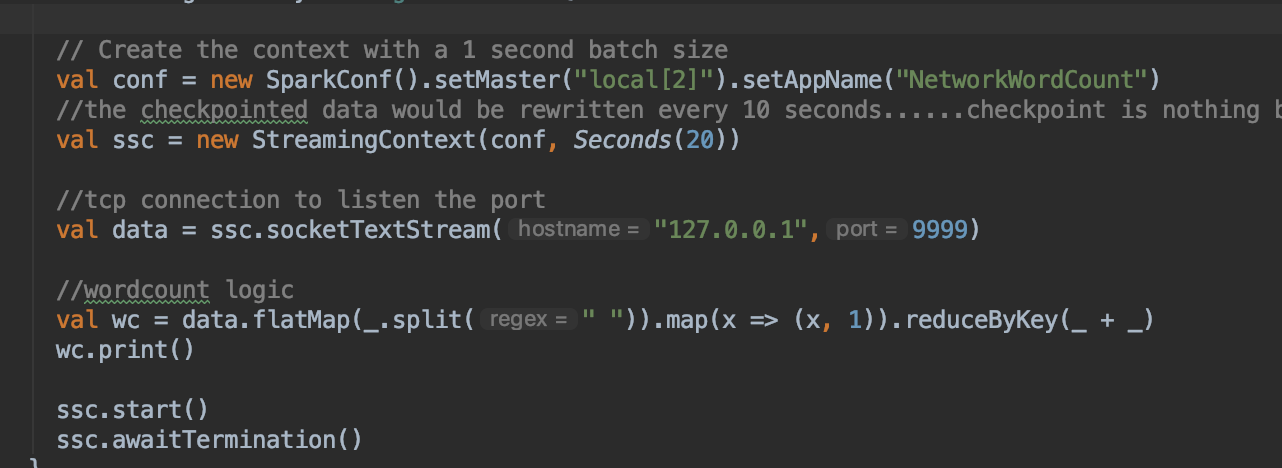 // Create the context with a 1 second batch size
val conf = new SparkConf().setMaster("local[2]").setAppName("NetworkWordCount")
//the checkpointed data would be rewritten every 10 seconds......checkpoint is nothing
val ssc = new StreamingContext(conf, Seconds(20))
//tcp connection to listen the port
val data = ssc.socketTextStream( hostname = "127.0.0.1", port = 9999)
//wordcount logic
val wc = data.flatMap(_.split( regex = " ")).map(x => (x, 1)).reduceByKey(_ + _)
wc.print()
ssc.start()
ssc.awaitTermination()